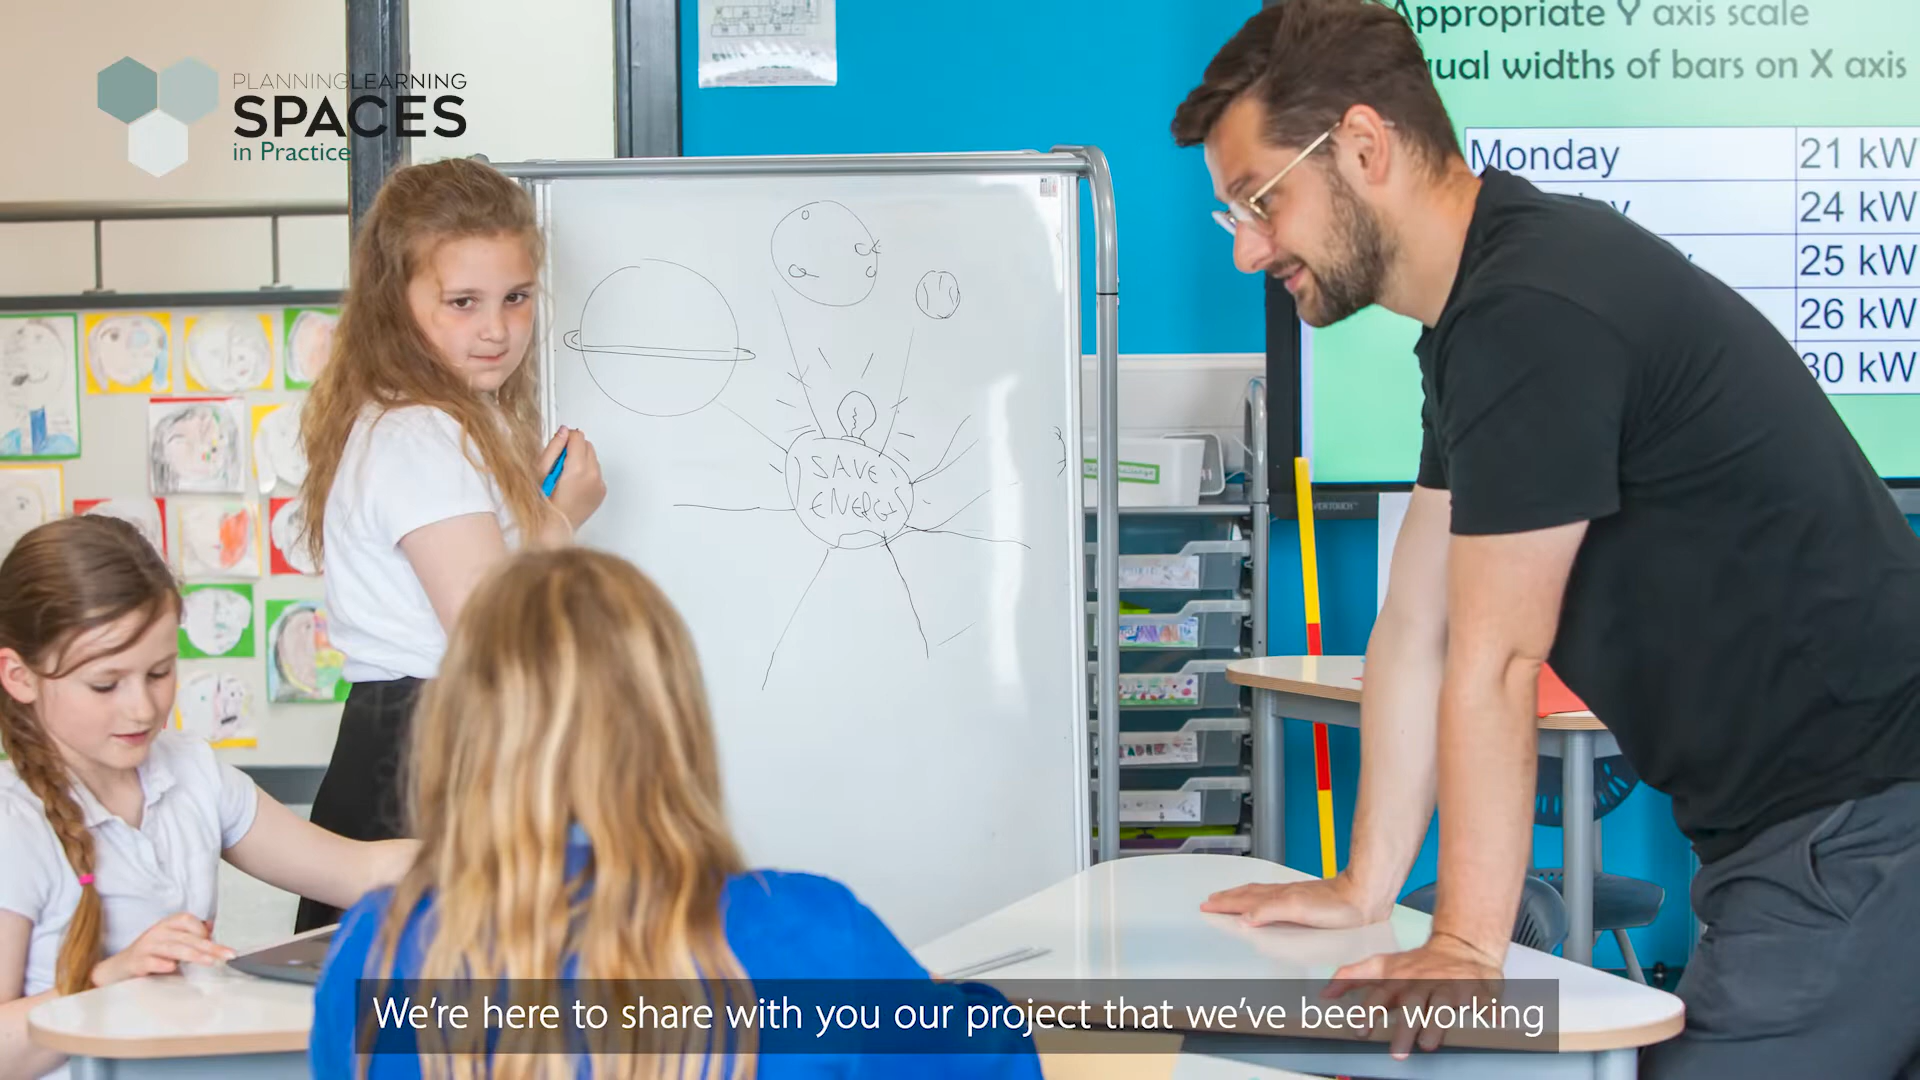 PLANNINGLEARNING
SPACES
in Practice
Appropriate Y axis scale
qual widths of bars on X axis
Monday
21 kW
24 kW
25 kW
26 kW
30 kW
SAVE
ENERGY
We're here to share with you our project that we've been working